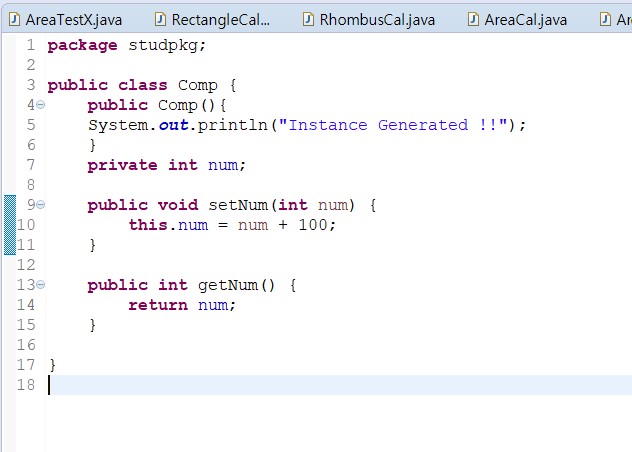 AreaTestX.java RectangleCal... RhombusCal.java AreaCal.java Ar
1 package studpkg;
2
3 public class Comp {
4 public Comp(){
5 System.out.println("Instance Generated !!");
6 }
7 private int num;
8
9 public void setNum(int num) {
10 this.num = num + 100;
11 }
12
13 public int getNum() {
14 return num;
15 }
16
17 }
18